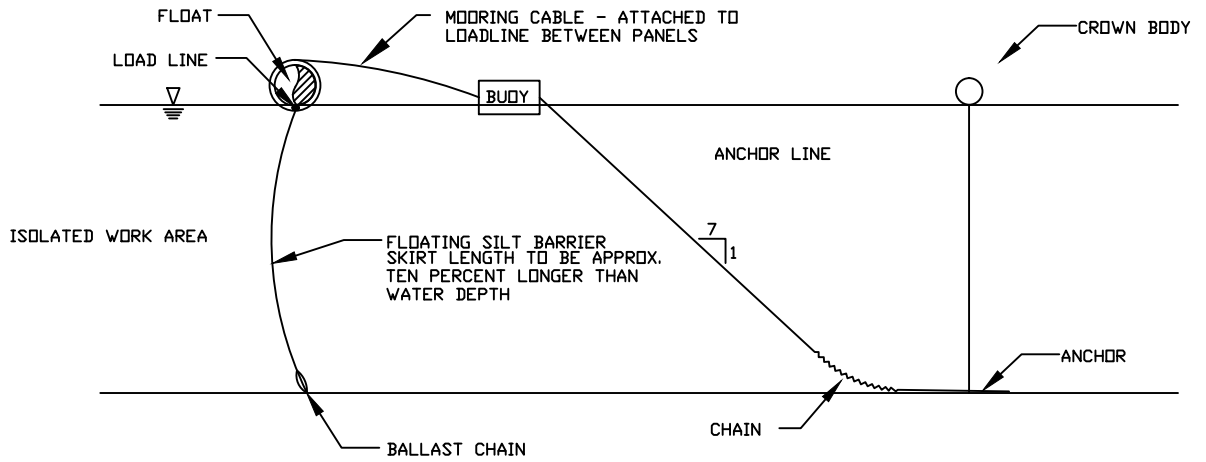 FLOAT
MOORING CABLE - ATTACHED TO
LOADLINE BETWEEN PANELS
CROWN BODY
LOAD LINE
BUOY
ANCHOR LINE
ISOLATED WORK AREA
7
1
FLOATING SILT BARRIER
SKIRT LENGTH TO BE APPROX.
TEN PERCENT LONGER THAN
WATER DEPTH
ANCHOR
CHAIN
BALLAST CHAIN